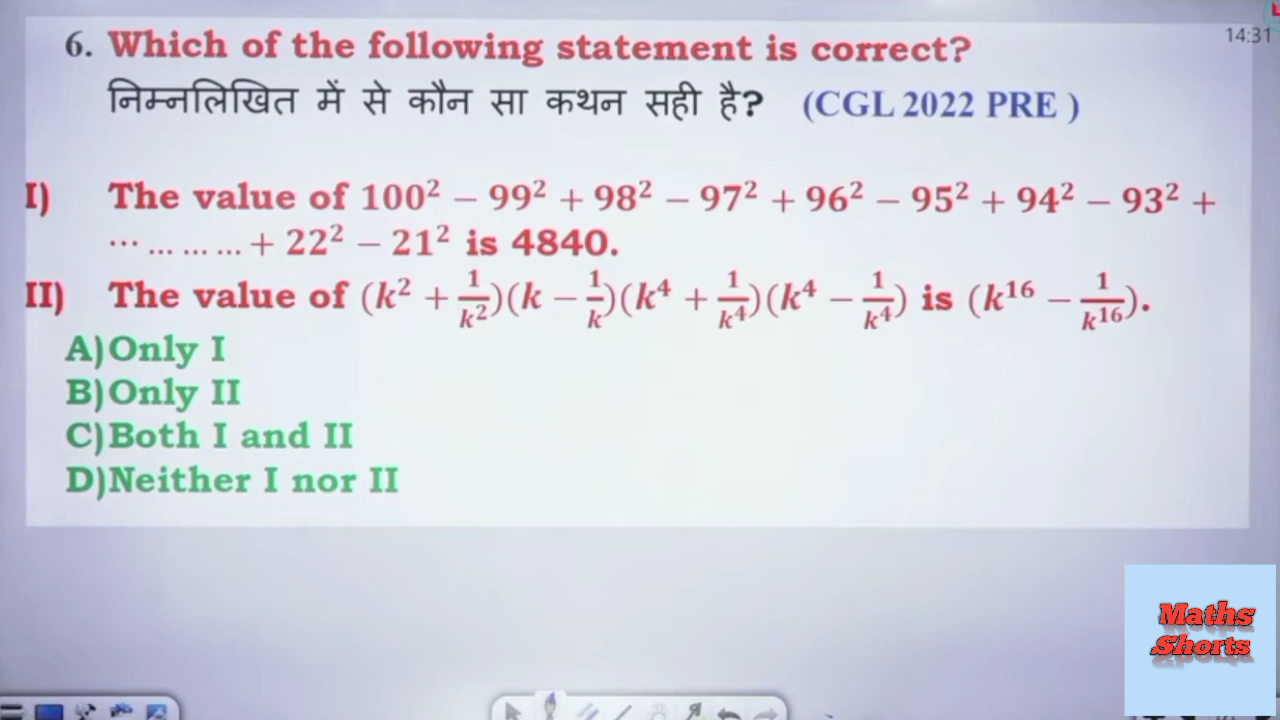 14:31
6. Which of the following statement is correct?
निम्नलिखित में से कौन सा कथन सही है? (CGL 2022 PRE )
I) The value of 100² − 99² + 98² − 97² + 96² − 95² + 94² − 93² +
⋯ ... ... ... + 22² − 21² is 4840.
II) The value of (k² + 1/k²)(k − 1/k)(k⁴ + 1/k⁴)(k⁴ − 1/k⁴) is (k¹⁶ − 1/k¹⁶).
A)Only I
B)Only II
C)Both I and II
D)Neither I nor II
Maths
Shorts